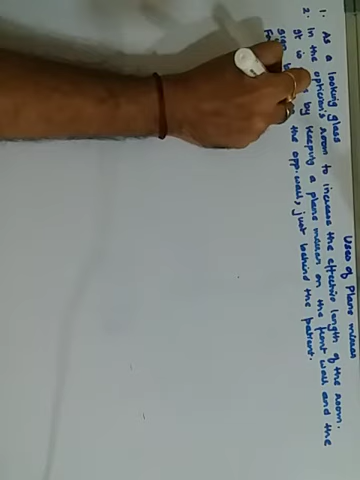 Uses of Plane mirror
1. As a looking glass
2. In the optician's room to increase the effective length of the room.
It is by keeping a plane mirror on the front wall and the
sign the opp. wall, just behind the patient.
Fo